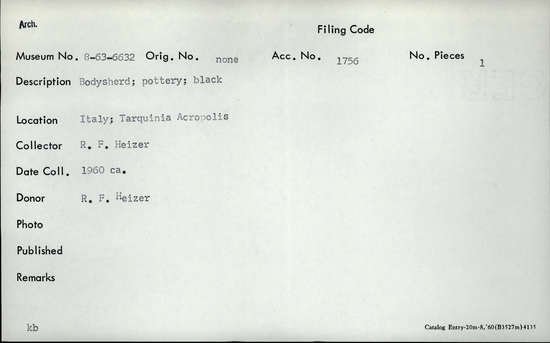 Arch.
Filing Code
Museum No. 8-63-6632 Orig. No. none Acc. No. 1756 No. Pieces 1
Description Bodysherd; pottery; black
Location Italy; Tarquinia Acropolis
Collector R. F. Heizer
Date Coll. 1960 ca.
Donor R. F. Heizer
Photo
Published
Remarks
kb
Catalog Entry-20m-A,'60(B3527m)4135